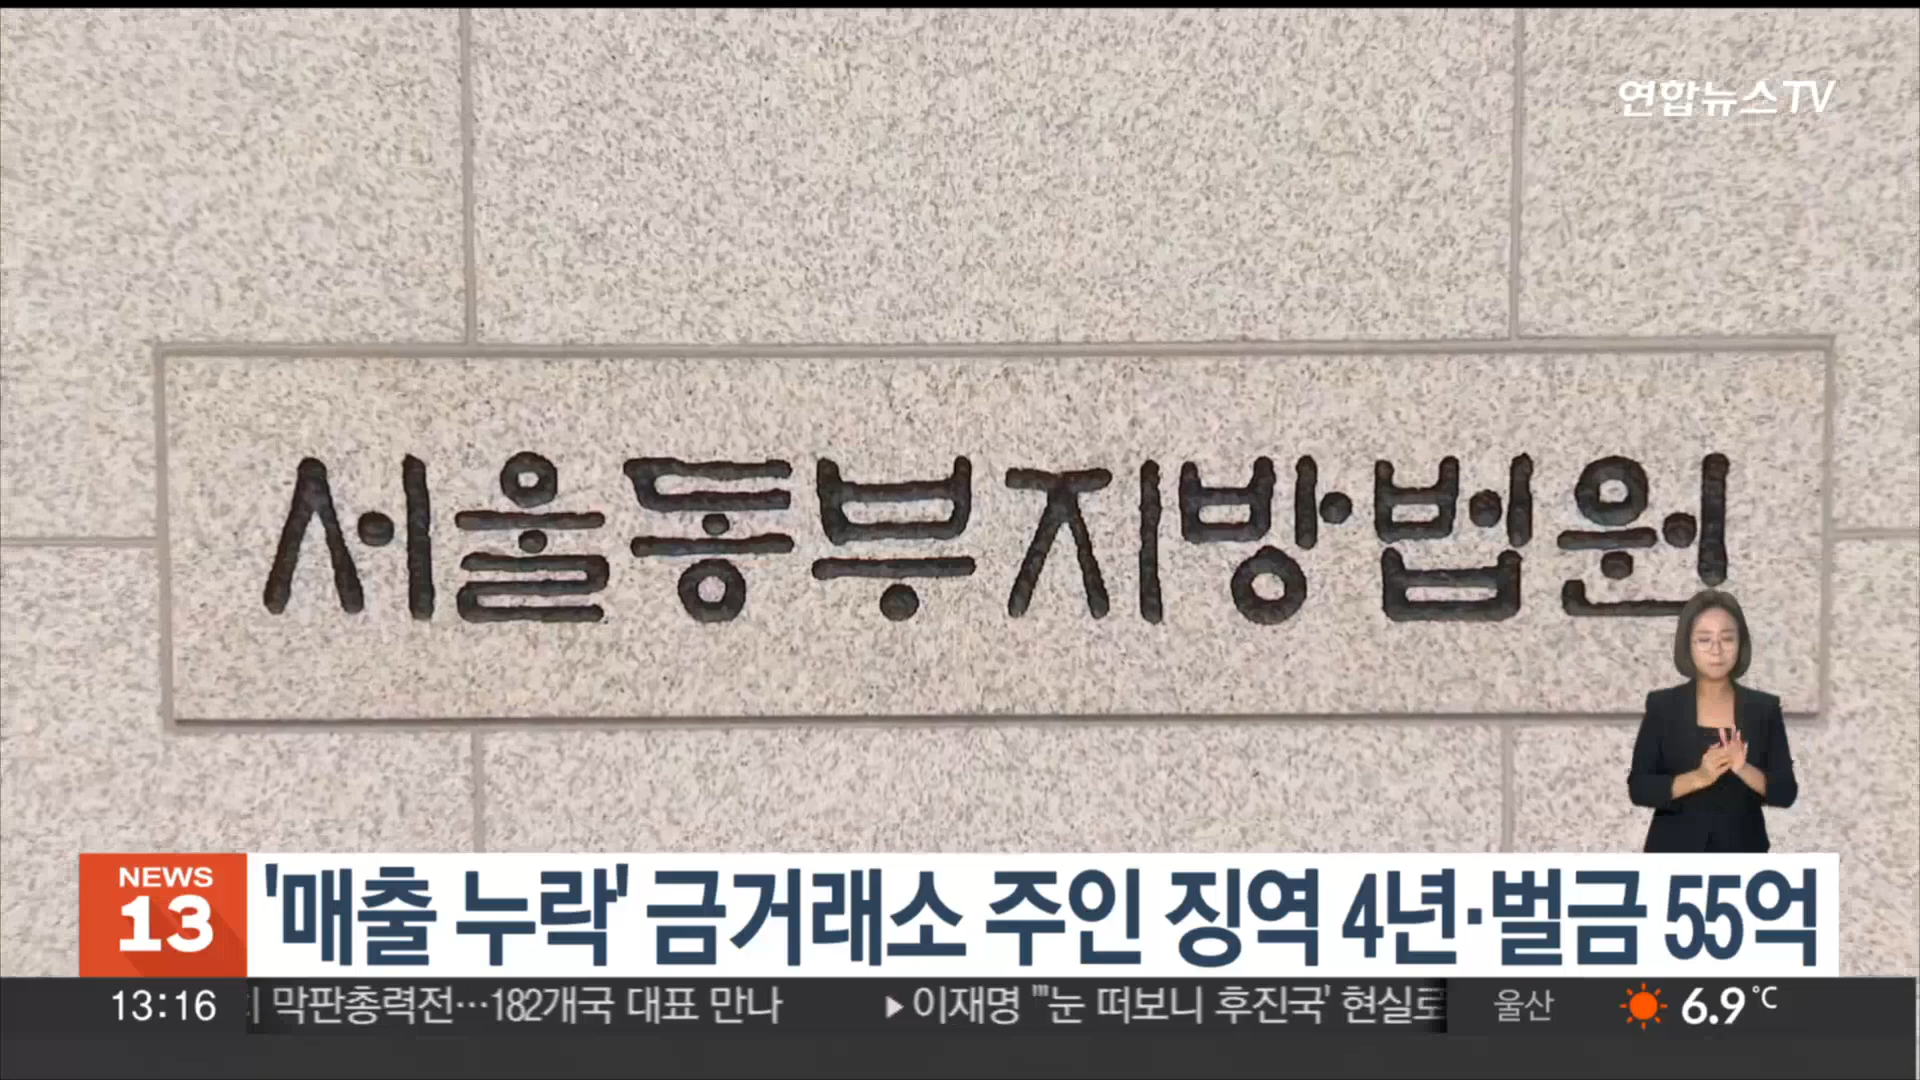 연합뉴스TV
서울동부지방법원
NEWS
13
'매출 누락' 금거래소 주인 징역 4년·벌금 55억
13:16
막판총력전…182개국 대표 만나 ▶이재명 "'눈 떠보니 후진국' 현실로
울산 6.9℃